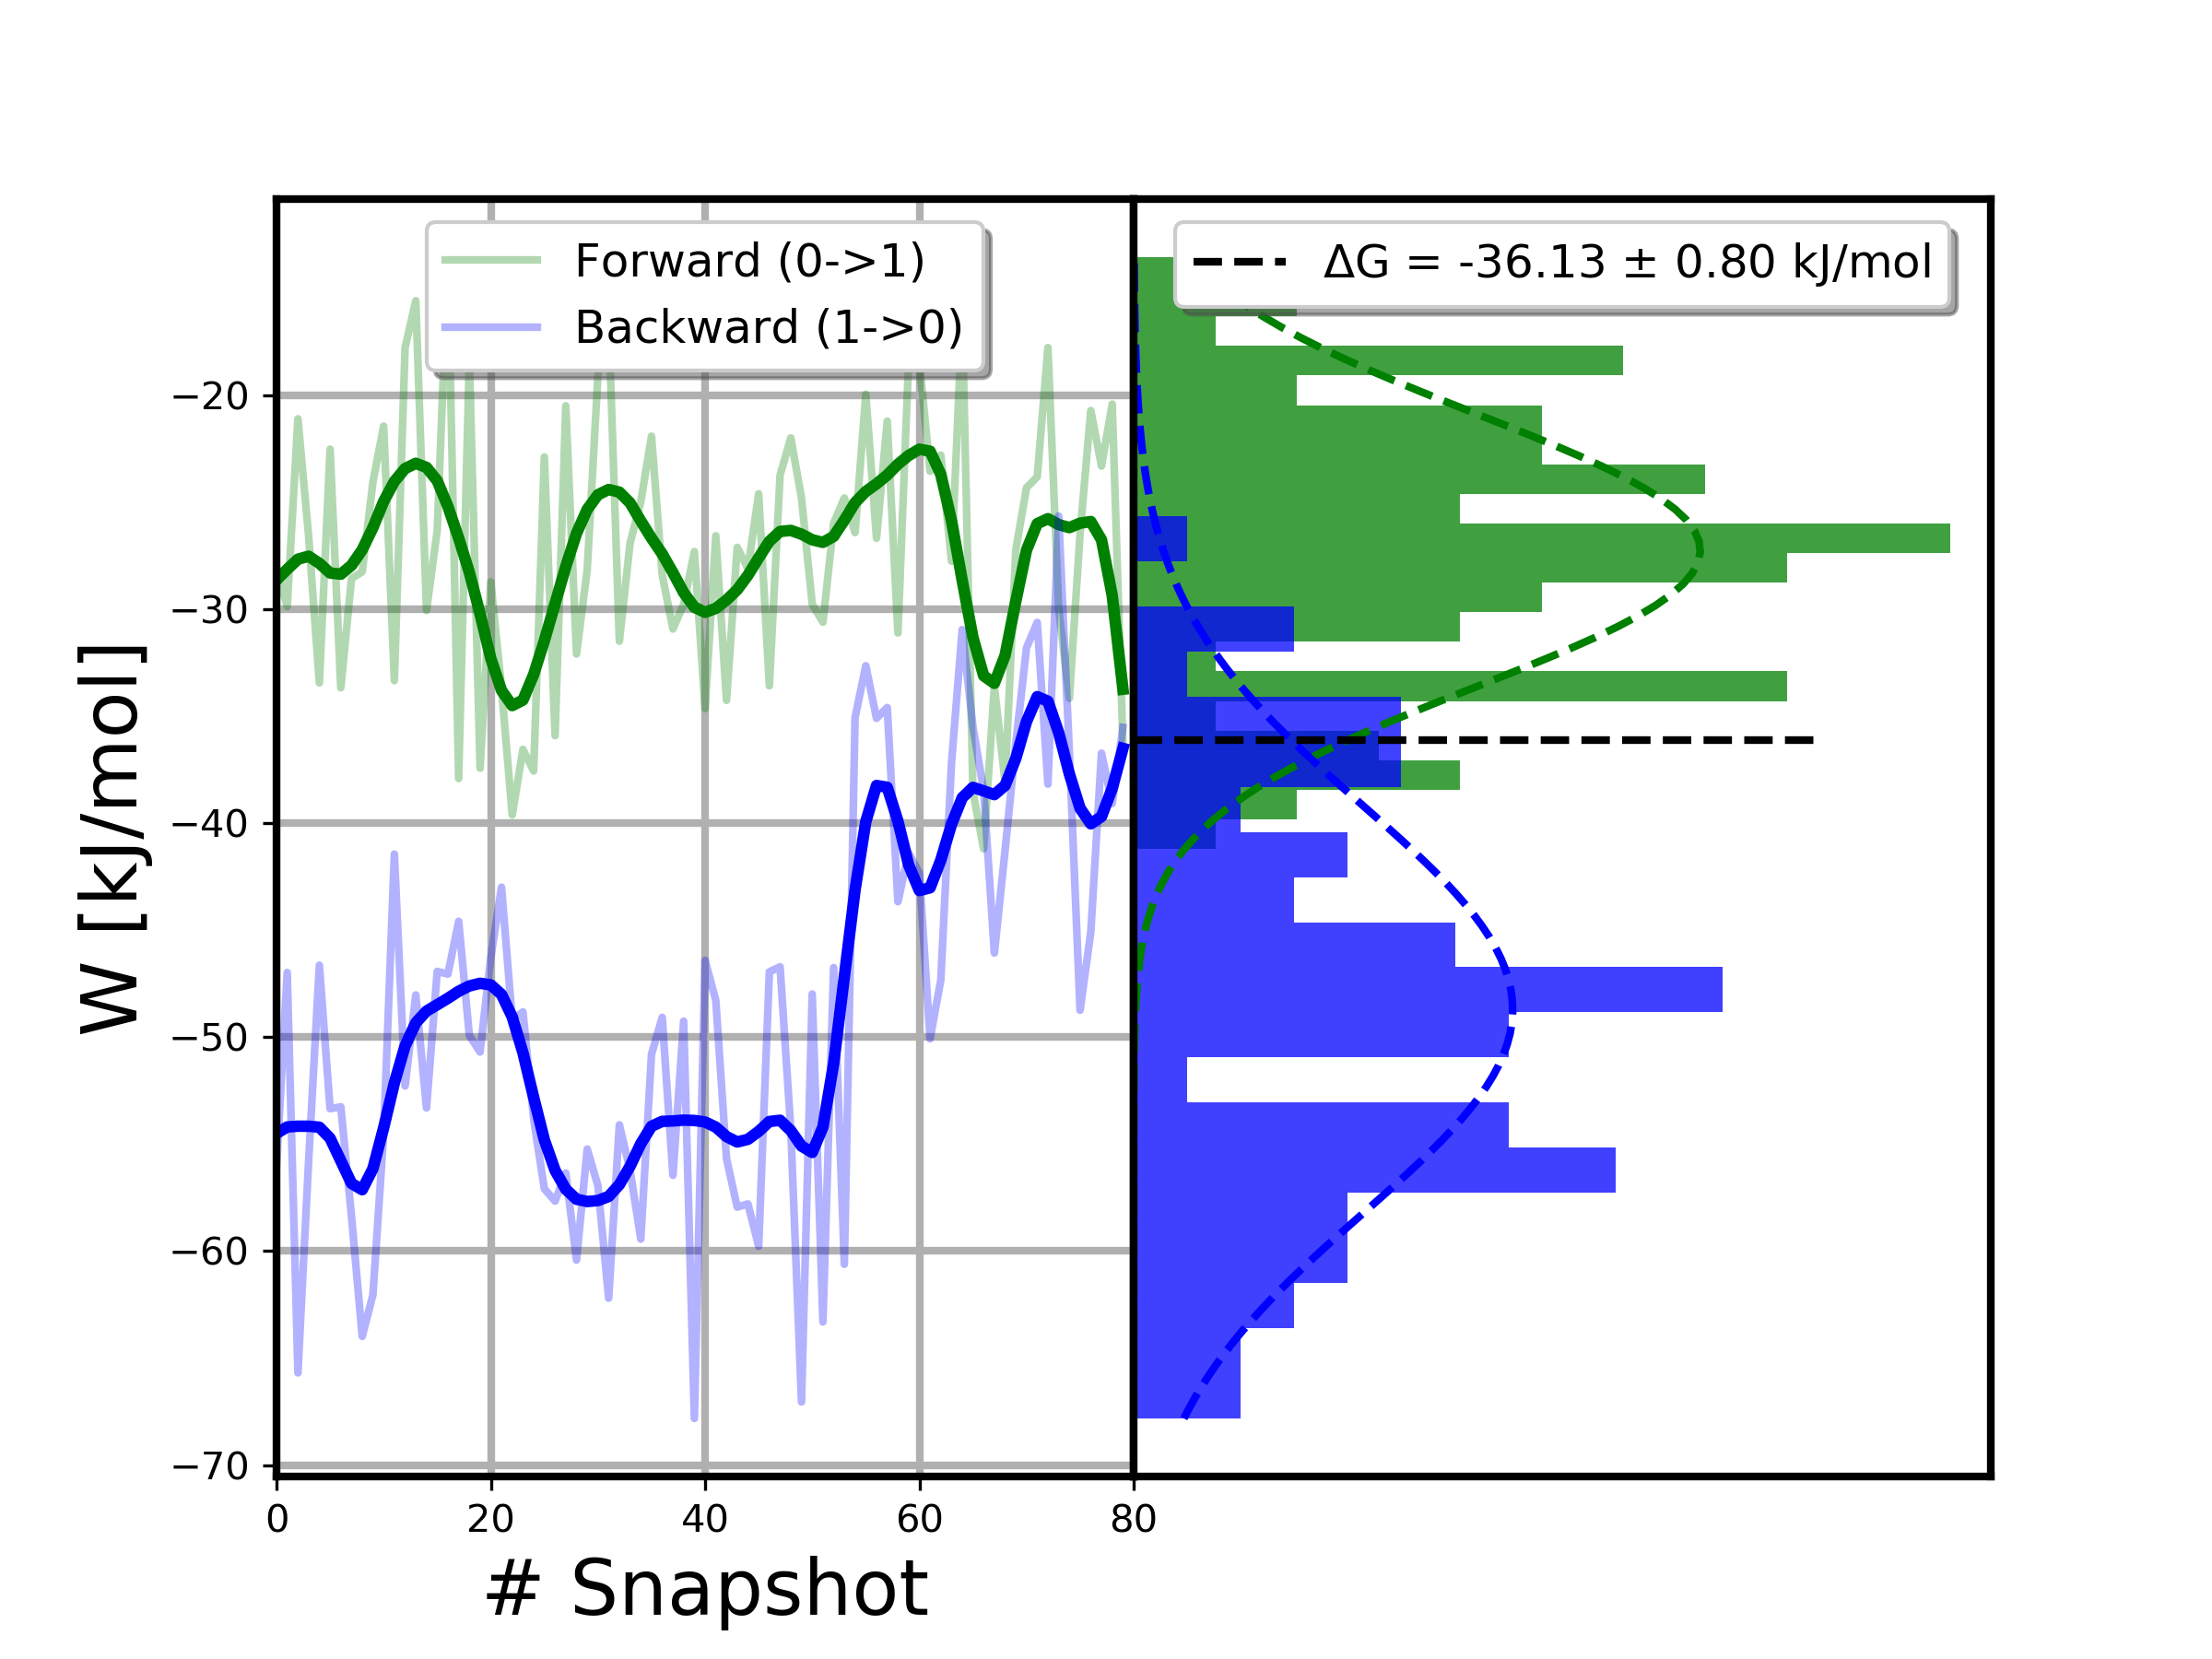 Forward (0->1)
Backward (1->0)
ΔG = -36.13 ± 0.80 kJ/mol
W [kJ/mol]
−20
−30
−40
−50
−60
−70
0 20 40 60 80
# Snapshot